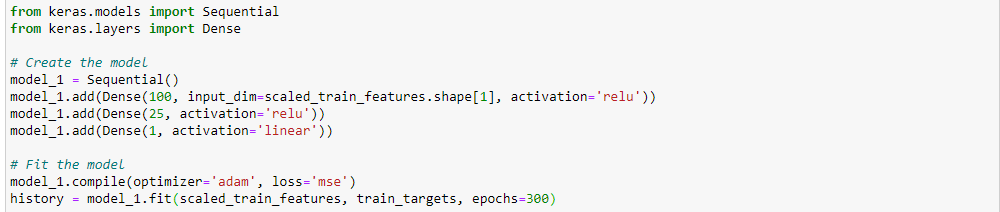 from keras.models import Sequential
from keras.layers import Dense

# Create the model
model_1 = Sequential()
model_1.add(Dense(100, input_dim=scaled_train_features.shape[1], activation='relu'))
model_1.add(Dense(25, activation='relu'))
model_1.add(Dense(1, activation='linear'))

# Fit the model
model_1.compile(optimizer='adam', loss='mse')
history = model_1.fit(scaled_train_features, train_targets, epochs=300)